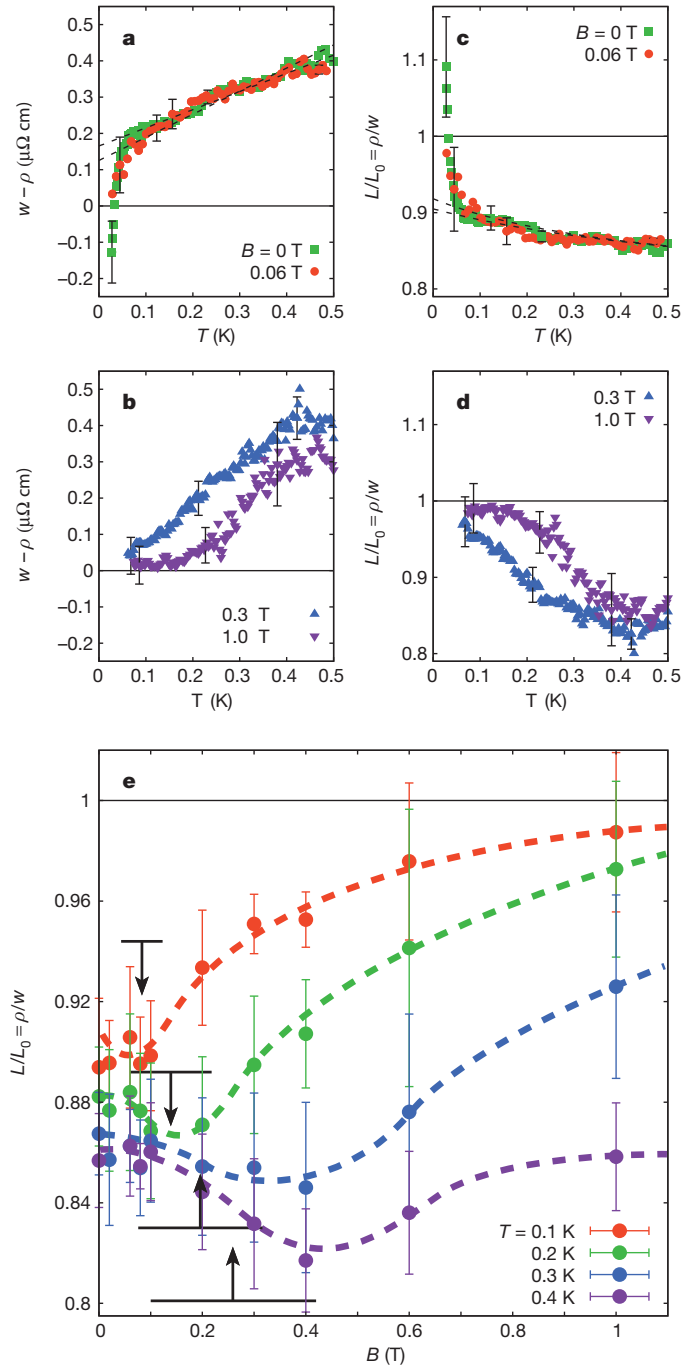 a
w − ρ (μΩ cm)
0.5
0.4
0.3
0.2
0.1
0
−0.1
−0.2
B = 0 T
0.06 T
0 0.1 0.2 0.3 0.4 0.5
T (K)
c
L/L0 = ρ/w
1.1
1
0.9
0.8
B = 0 T
0.06 T
0 0.1 0.2 0.3 0.4 0.5
T (K)
b
w − ρ (μΩ cm)
0.5
0.4
0.3
0.2
0.1
0
−0.1
−0.2
0.3 T
1.0 T
0 0.1 0.2 0.3 0.4 0.5
T (K)
d
L/L0 = ρ/w
1.1
1
0.9
0.8
0.3 T
1.0 T
0 0.1 0.2 0.3 0.4 0.5
T (K)
e
L/L0 = ρ/w
1
0.96
0.92
0.88
0.84
0.8
T = 0.1 K
0.2 K
0.3 K
0.4 K
0 0.2 0.4 0.6 0.8 1
B (T)